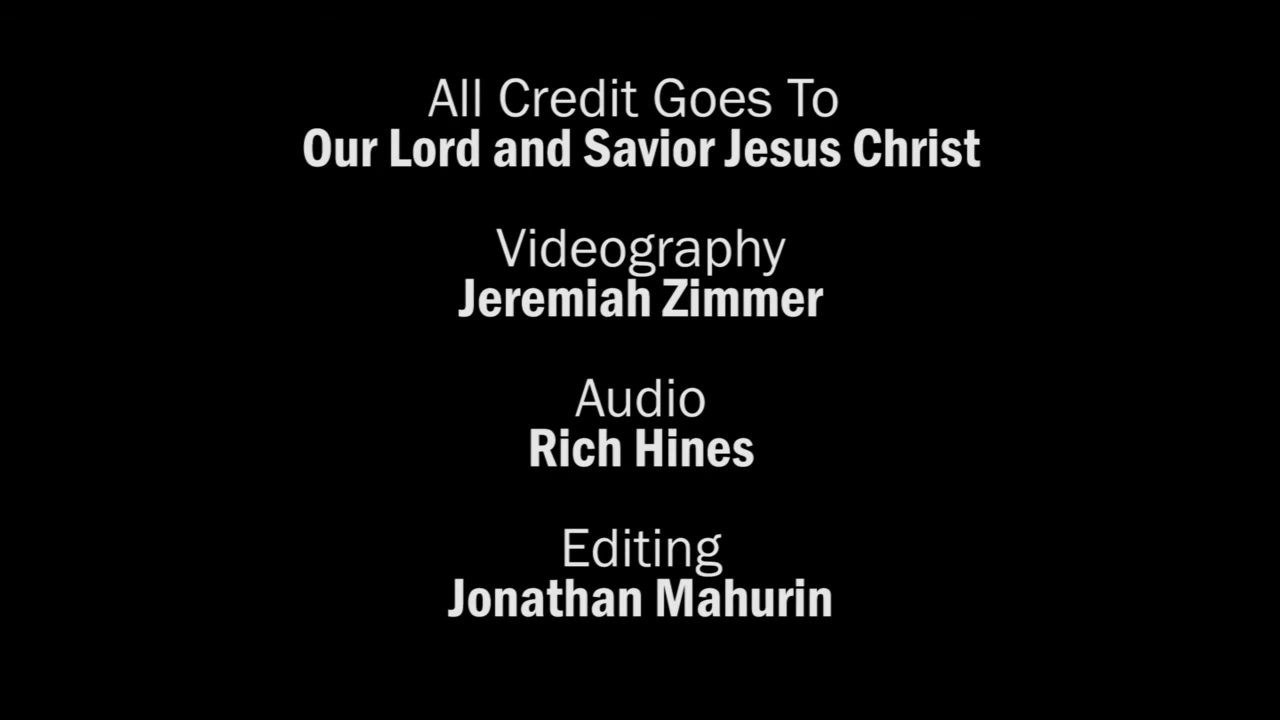 All Credit Goes To
Our Lord and Savior Jesus Christ
Videography
Jeremiah Zimmer
Audio
Rich Hines
Editing
Jonathan Mahurin